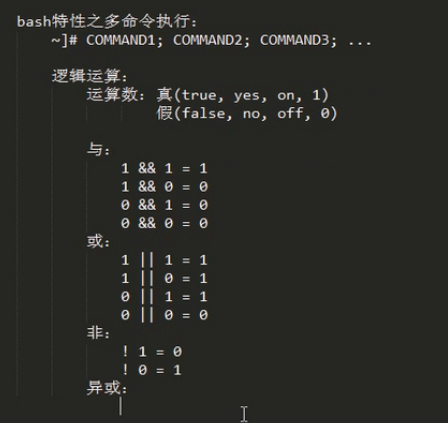 bash特性之多命令执行:
~]# COMMAND1; COMMAND2; COMMAND3; ...
逻辑运算:
运算数: 真(true, yes, on, 1)
假(false, no, off, 0)
与:
1 && 1 = 1
1 && 0 = 0
0 && 1 = 0
0 && 0 = 0
或:
1 || 1 = 1
1 || 0 = 1
0 || 1 = 1
0 || 0 = 0
非:
! 1 = 0
! 0 = 1
异或: